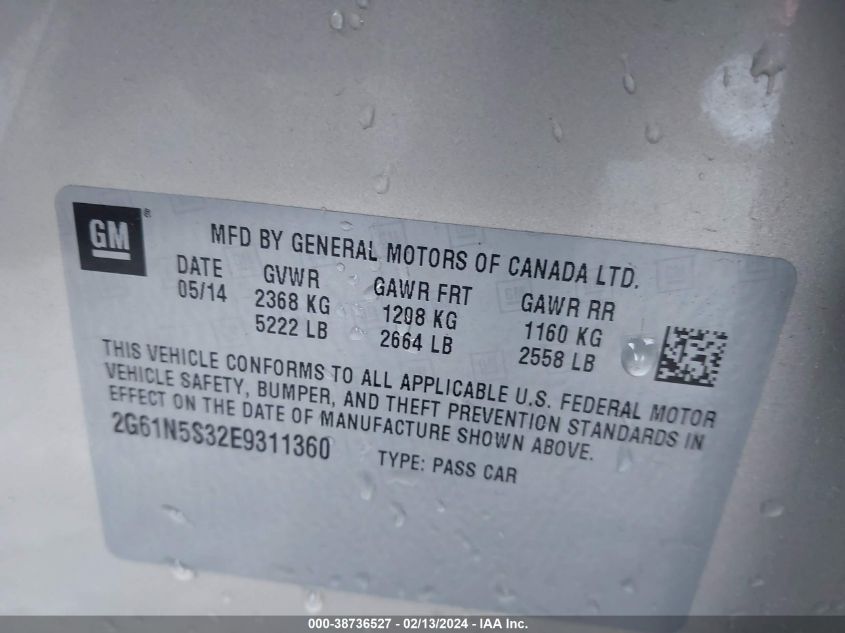 GM®
MFD BY GENERAL MOTORS OF CANADA LTD.
DATE GVWR GAWR FRT GAWR RR
05/14 2368 KG 1208 KG 1160 KG
5222 LB 2664 LB 2558 LB
THIS VEHICLE CONFORMS TO ALL APPLICABLE U.S. FEDERAL MOTOR
VEHICLE SAFETY, BUMPER, AND THEFT PREVENTION STANDARDS IN
EFFECT ON THE DATE OF MANUFACTURE SHOWN ABOVE.
2G61N5S32E9311360 TYPE: PASS CAR
000-38736527 - 02/13/2024 - IAA Inc.